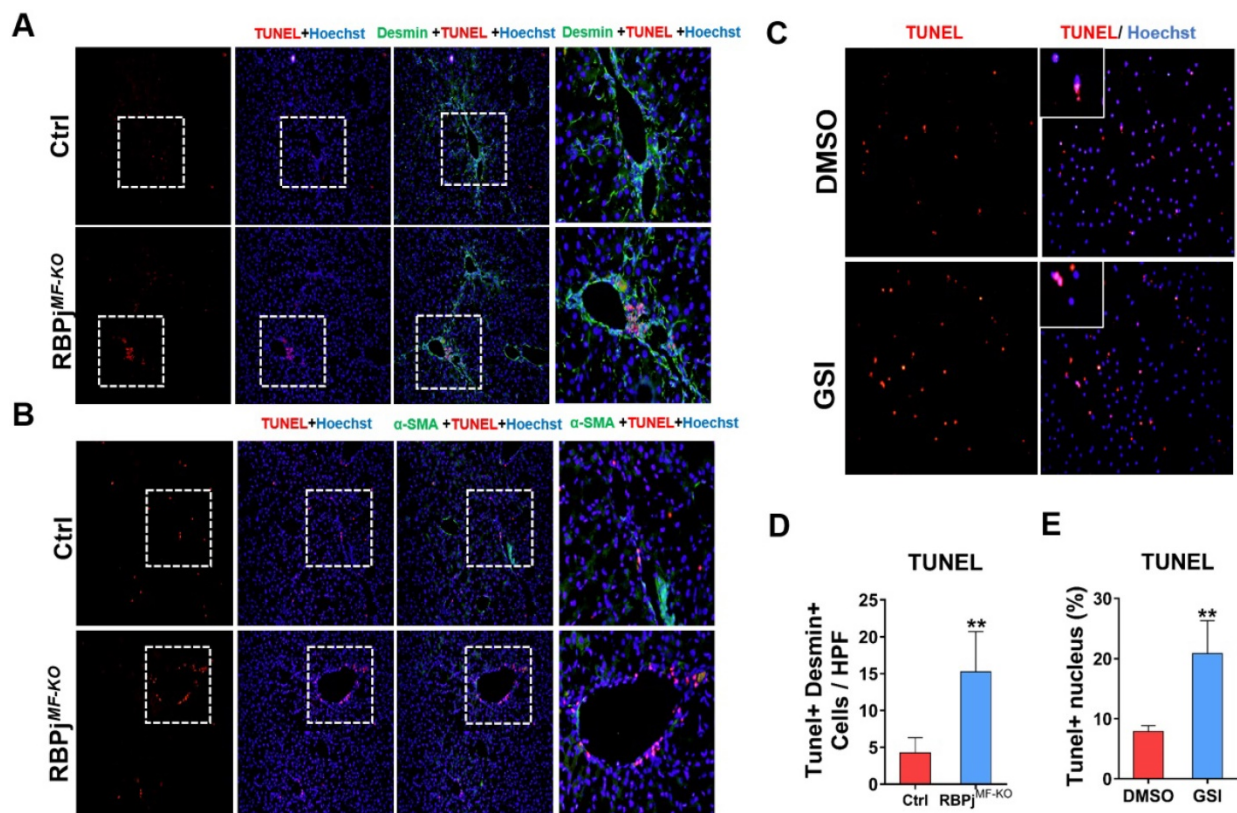 A
TUNEL+Hoechst Desmin +TUNEL +Hoechst Desmin +TUNEL +Hoechst
Ctrl
RBPj^MF-KO
B
TUNEL+Hoechst α-SMA +TUNEL+Hoechst α-SMA +TUNEL+Hoechst
Ctrl
RBPj^MF-KO
C
TUNEL TUNEL/ Hoechst
DMSO
GSI
D
TUNEL
Tunel+ Desmin+
Cells / HPF
25
20
15
10
5
0
**
Ctrl RBPj^MF-KO
E
TUNEL
Tunel+ nucleus (%)
30
20
10
0
**
DMSO GSI